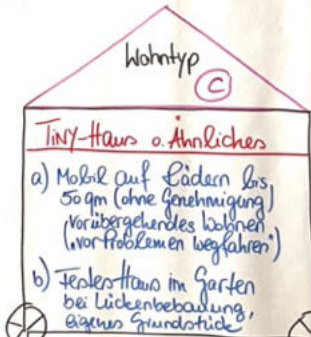 Wohntyp
C
Tiny-Haus o. Ähnliches
a) Mobil auf Rädern bis
50 qm (ohne Genehmigung)
vorübergehendes Wohnen
("vor Problemen wegfahren")
b) Festes Haus im Garten
bei Lückenbebauung,
eigenes Grundstück